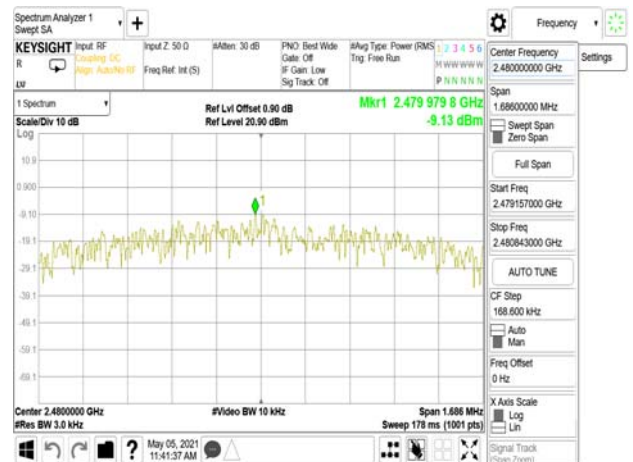 Spectrum Analyzer 1
Swept SA
Frequency
KEYSIGHT
Input: RF
Coupling: DC
Align: Auto/No RF
Input Z: 50 Ω
Freq Ref: Int (S)
#Atten: 30 dB
PNO: Best Wide
Gate: Off
IF Gain: Low
Sig Track: Off
#Avg Type: Power (RMS
Trig: Free Run
1 2 3 4 5 6
M W W W W W
P N N N N N
R
LVI
1 Spectrum
Scale/Div 10 dB
Log
Ref Lvl Offset 0.90 dB
Ref Level 20.90 dBm
Mkr1 2.479 979 8 GHz
-9.13 dBm
10.9
0.900
-9.10
-19.1
-29.1
-39.1
-49.1
-59.1
-69.1
1
Center 2.4800000 GHz
#Res BW 3.0 kHz
#Video BW 10 kHz
Span 1.686 MHz
Sweep 178 ms (1001 pts)
May 05, 2021
11:41:37 AM
Center Frequency
2.480000000 GHz
Settings
Span
1.68600000 MHz
Swept Span
Zero Span
Full Span
Start Freq
2.479157000 GHz
Stop Freq
2.480843000 GHz
AUTO TUNE
CF Step
168.600 kHz
Auto
Man
Freq Offset
0 Hz
X Axis Scale
Log
Lin
Signal Track
(Span Zoom)